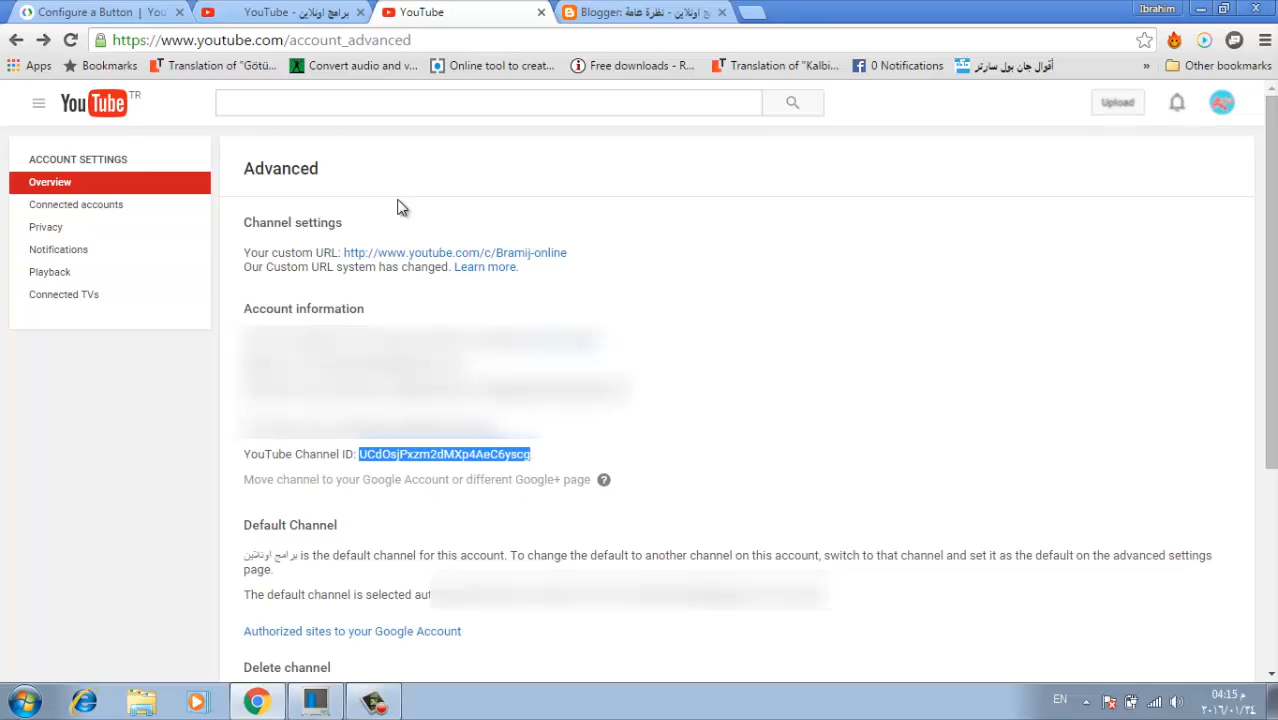 Configure a Button | You
YouTube - برامج اونلاين
YouTube
Blogger: برامج اونلاين - نظرة عامة
Ibrahim
https://www.youtube.com/account_advanced
Apps
Bookmarks
Translation of "Götü...
Convert audio and v...
Online tool to creat...
Free downloads - R...
Translation of "Kalbi...
0 Notifications
أقوال جان بول سارتر
»
Other bookmarks
YouTube TR
Upload
ACCOUNT SETTINGS
Overview
Connected accounts
Privacy
Notifications
Playback
Connected TVs
Advanced
Channel settings
Your custom URL: http://www.youtube.com/c/Bramij-online
Our Custom URL system has changed. Learn more.
Account information
YouTube Channel ID: UCdOsjPxzm2dMXp4AeC6yscg
Move channel to your Google Account or different Google+ page ?
Default Channel
برامج اونلاين is the default channel for this account. To change the default to another channel on this account, switch to that channel and set it as the default on the advanced settings
page.
The default channel is selected aut
Authorized sites to your Google Account
Delete channel
EN
04:15 م
٢٠١٦/٠١/٢٤